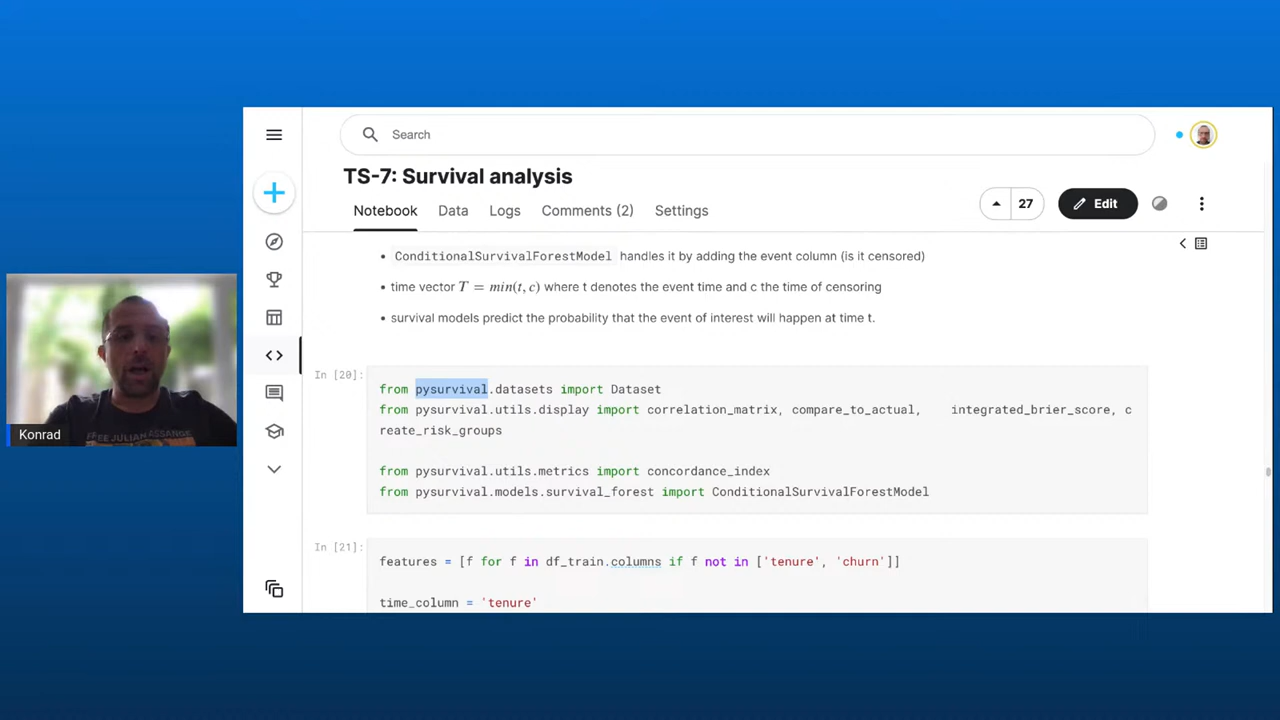 Search
TS-7: Survival analysis
27
Edit
Notebook
Data
Logs
Comments (2)
Settings
ConditionalSurvivalForestModel handles it by adding the event column (is it censored)
time vector T = min(t, c) where t denotes the event time and c the time of censoring
survival models predict the probability that the event of interest will happen at time t.
In [20]:
from pysurvival.datasets import Dataset
from pysurvival.utils.display import correlation_matrix, compare_to_actual, integrated_brier_score, c
reate_risk_groups
from pysurvival.utils.metrics import concordance_index
from pysurvival.models.survival_forest import ConditionalSurvivalForestModel
In [21]:
features = [f for f in df_train.columns if f not in ['tenure', 'churn']]
time_column = 'tenure'
Konrad
FREE JULIAN ASSANGE